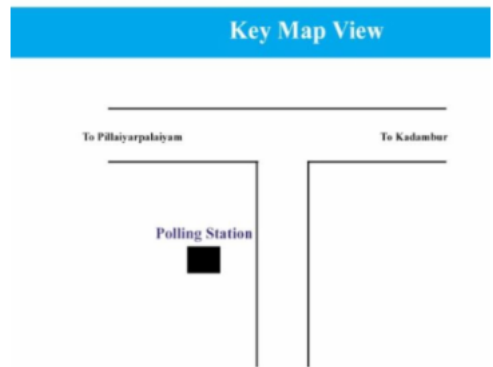 Key Map View
To Pillaiyarpalaiyam
To Kadambur
Polling Station